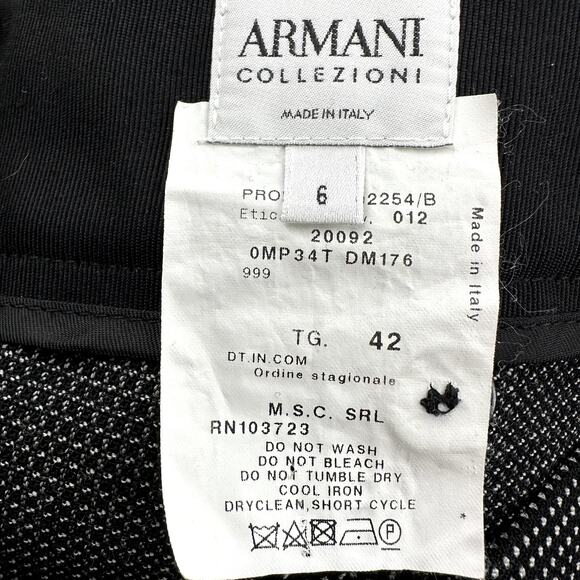 ARMANI
COLLEZIONI
MADE IN ITALY
6
PRO 2254/B
Etic . 012
20092
0MP34T DM176
999
Made in Italy
TG. 42
DT.IN.COM
Ordine stagionale
M.S.C. SRL
RN103723
DO NOT WASH
DO NOT BLEACH
DO NOT TUMBLE DRY
COOL IRON
DRYCLEAN,SHORT CYCLE
P